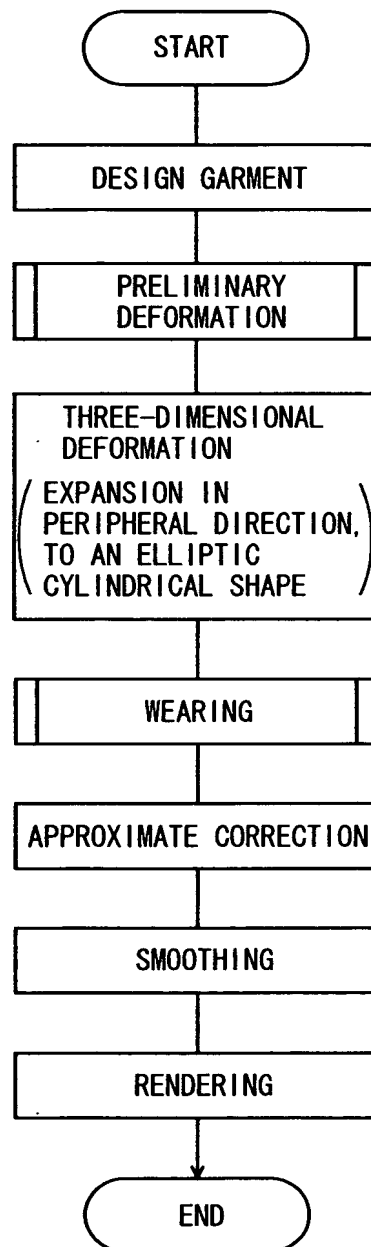 START
DESIGN GARMENT
PRELIMINARY
DEFORMATION
THREE-DIMENSIONAL
DEFORMATION
(EXPANSION IN
PERIPHERAL DIRECTION,
TO AN ELLIPTIC
CYLINDRICAL SHAPE)
WEARING
APPROXIMATE CORRECTION
SMOOTHING
RENDERING
END